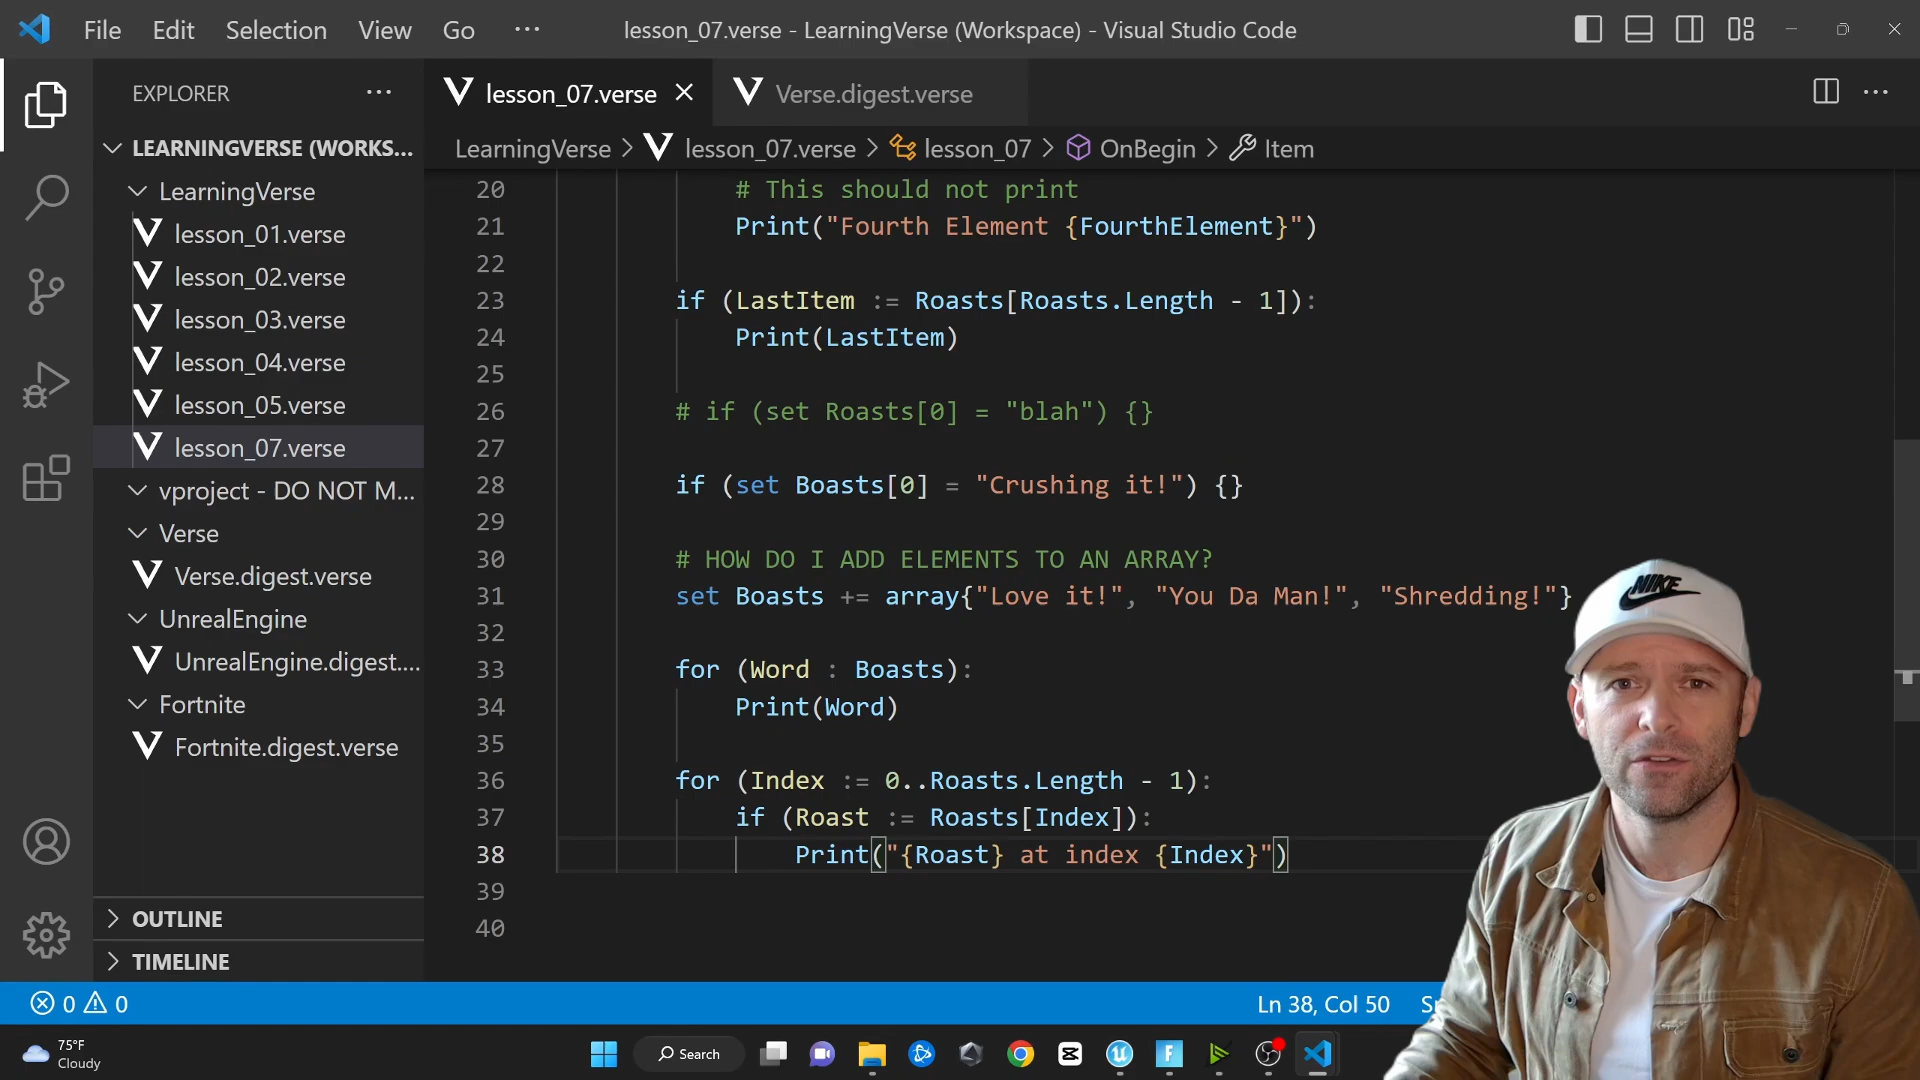 File Edit Selection View Go ··· lesson_07.verse - LearningVerse (Workspace) - Visual Studio Code
EXPLORER ···
lesson_07.verse Verse.digest.verse ···
LEARNINGVERSE (WORKS...
LearningVerse > lesson_07.verse > lesson_07 > OnBegin > Item
LearningVerse
lesson_01.verse
lesson_02.verse
lesson_03.verse
lesson_04.verse
lesson_05.verse
lesson_07.verse
vproject - DO NOT M...
Verse
Verse.digest.verse
UnrealEngine
UnrealEngine.digest....
Fortnite
Fortnite.digest.verse
OUTLINE
TIMELINE
20 # This should not print
21 Print("Fourth Element {FourthElement}")
22
23 if (LastItem := Roasts[Roasts.Length - 1]):
24 Print(LastItem)
25
26 # if (set Roasts[0] = "blah") {}
27
28 if (set Boasts[0] = "Crushing it!") {}
29
30 # HOW DO I ADD ELEMENTS TO AN ARRAY?
31 set Boasts += array{"Love it!", "You Da Man!", "Shredding!"}
32
33 for (Word : Boasts):
34 Print(Word)
35
36 for (Index := 0..Roasts.Length - 1):
37 if (Roast := Roasts[Index]):
38 Print("{Roast} at index {Index}")
39
40
NIKE
0 0 Ln 38, Col 50
75°F
Cloudy
Search